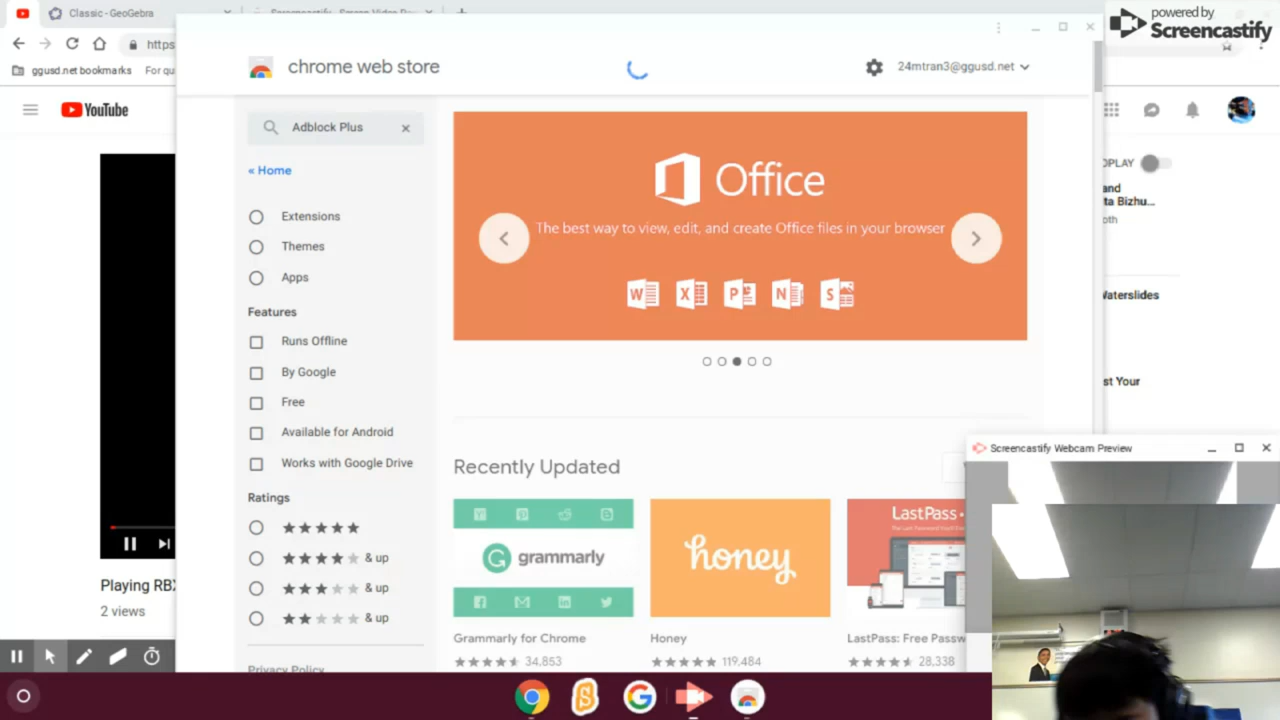 Classic - GeoGebra
powered by
Screencastify
https
ggusd.net bookmarks
For qu
chrome web store
24mtran3@ggusd.net
YouTube
Adblock Plus
« Home
Extensions
Themes
Apps
Features
Runs Offline
By Google
Free
Available for Android
Works with Google Drive
Ratings
& up
& up
& up
Privacy Policy
Office
The best way to view, edit, and create Office files in your browser
W X P N S
Recently Updated
grammarly
honey
LastPass
Grammarly for Chrome
Honey
LastPass: Free Passw
34,853
119,484
28,338
OPLAY
and
ta Bizhu...
oth
Waterslides
st Your
Screencastify Webcam Preview
Playing RBX
2 views